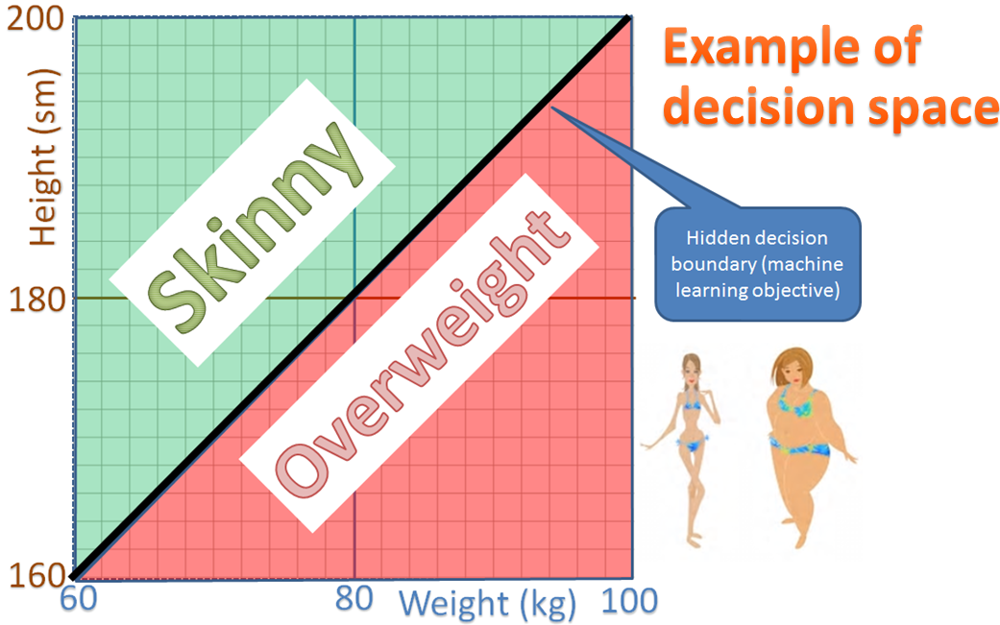 Example of
decision space
200
180
160
Height (sm)
Skinny
Overweight
Hidden decision
boundary (machine
learning objective)
60
80
Weight (kg)
100